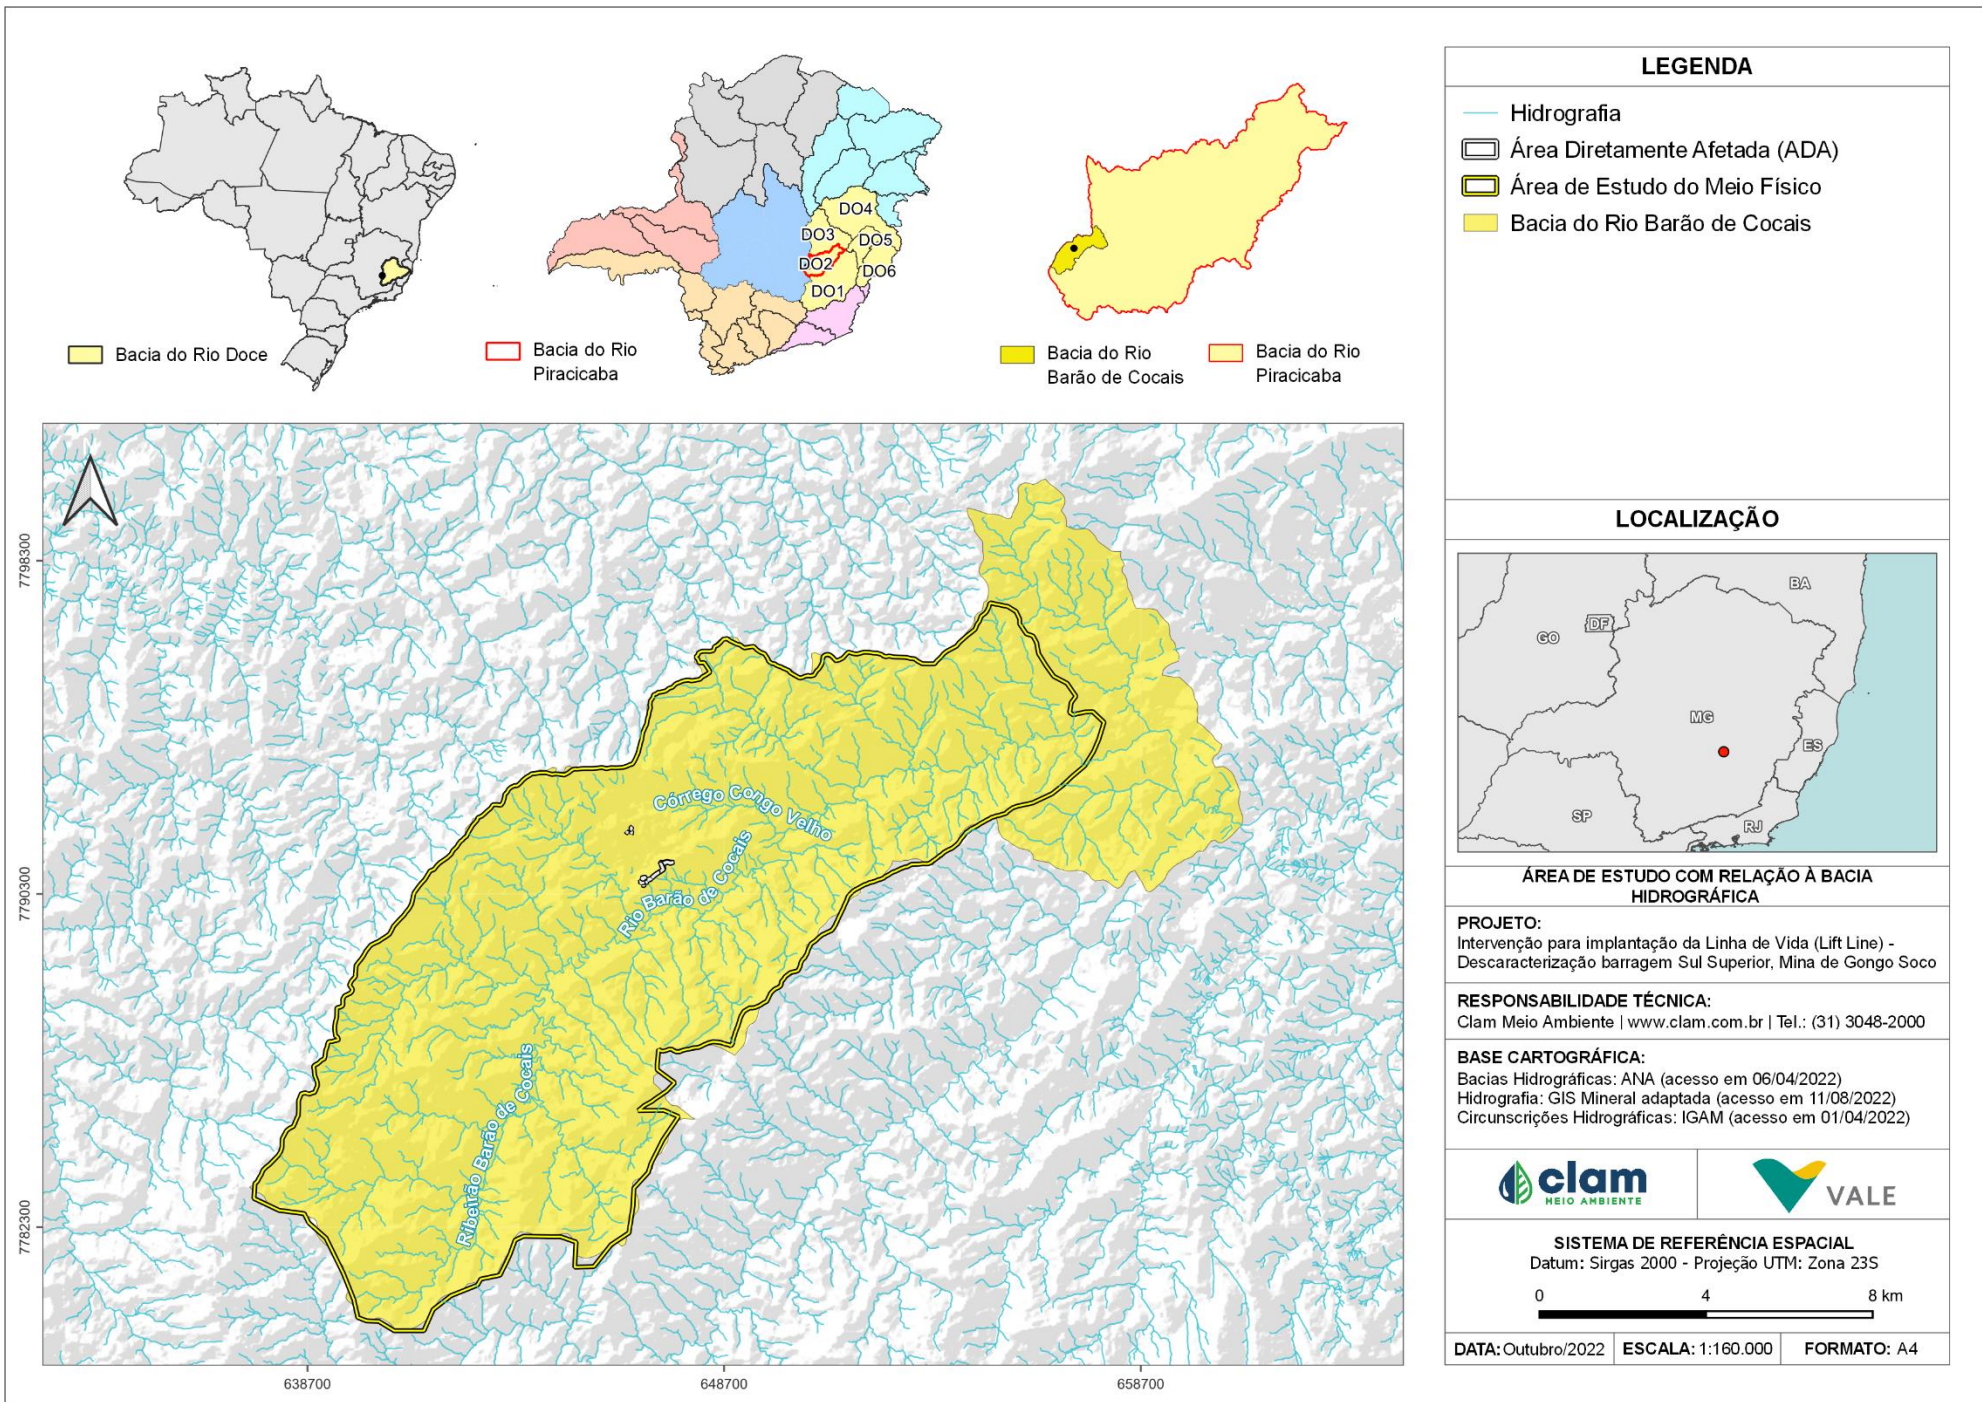 DO4
DO3
DO5
DO2
DO6
DO1
Bacia do Rio Doce
Bacia do Rio
Piracicaba
Bacia do Rio
Barão de Cocais
Bacia do Rio
Piracicaba
7798300
7790300
7782300
638700
648700
658700
Córrego Congo Velho
Rio Barão de Cocais
Ribeirão Barão de Cocais
LEGENDA
Hidrografia
Área Diretamente Afetada (ADA)
Área de Estudo do Meio Físico
Bacia do Rio Barão de Cocais
LOCALIZAÇÃO
BA
DF
GO
MG
ES
SP
RJ
ÁREA DE ESTUDO COM RELAÇÃO À BACIA
HIDROGRÁFICA
PROJETO:
Intervenção para implantação da Linha de Vida (Lift Line) -
Descaracterização barragem Sul Superior, Mina de Gongo Soco
RESPONSABILIDADE TÉCNICA:
Clam Meio Ambiente | www.clam.com.br | Tel.: (31) 3048-2000
BASE CARTOGRÁFICA:
Bacias Hidrográficas: ANA (acesso em 06/04/2022)
Hidrografia: GIS Mineral adaptada (acesso em 11/08/2022)
Circunscrições Hidrográficas: IGAM (acesso em 01/04/2022)
clam
MEIO AMBIENTE
VALE
SISTEMA DE REFERÊNCIA ESPACIAL
Datum: Sirgas 2000 - Projeção UTM: Zona 23S
0 4 8 km
DATA: Outubro/2022 ESCALA: 1:160.000 FORMATO: A4